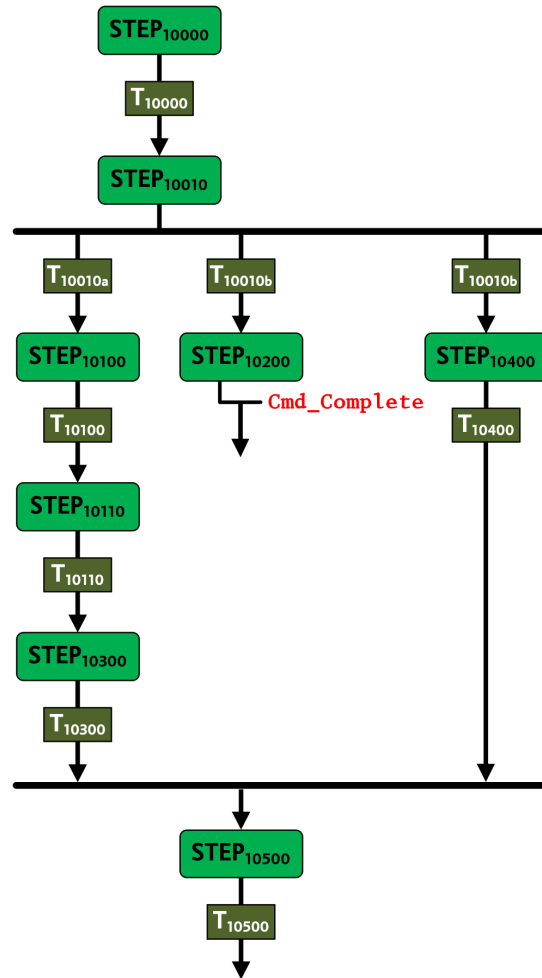 STEP10000
T10000
STEP10010
T10010a
T10010b
T10010b
STEP10100
STEP10200
STEP10400
Cmd_Complete
T10100
T10400
STEP10110
T10110
STEP10300
T10300
STEP10500
T10500